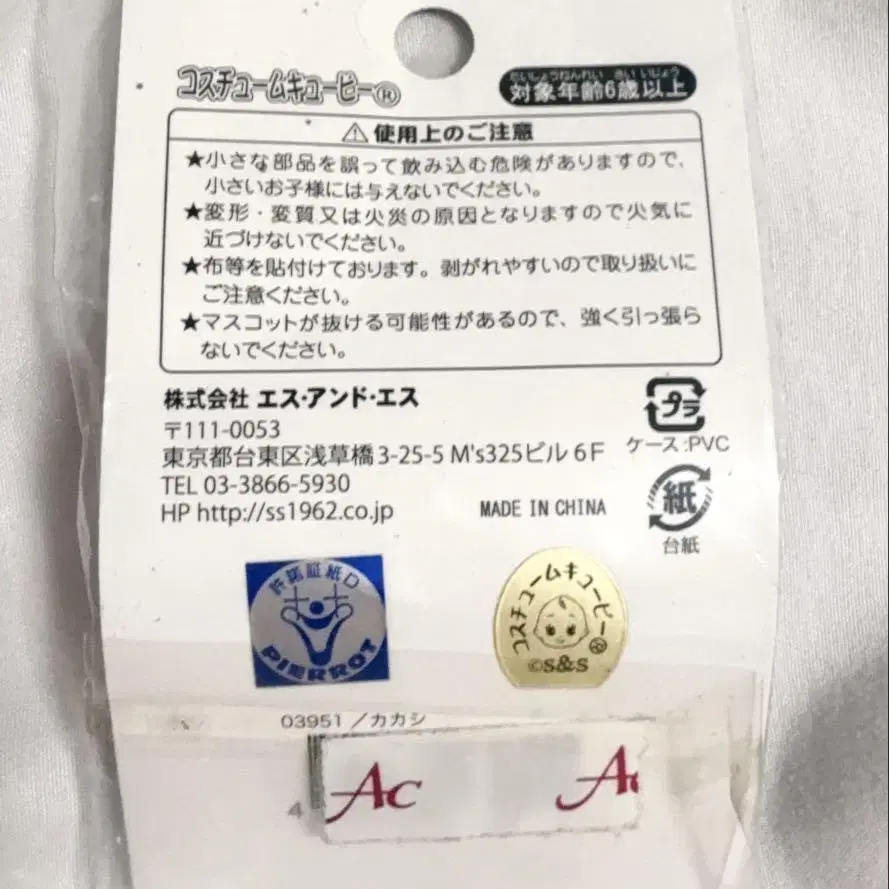 コスチュームキューピー®
たいしょうねんれい さい いじょう
対象年齢6歳以上
⚠使用上のご注意
★小さな部品を誤って飲み込む危険がありますので、
小さいお子様には与えないでください。
★変形・変質又は火災の原因となりますので火気に
近づけないでください。
★布等を貼付けております。剥がれやすいので取り扱いに
ご注意ください。
★マスコットが抜ける可能性があるので、強く引っ張ら
ないでください。
株式会社 エス・アンド・エス
〒111-0053
東京都台東区浅草橋3-25-5 M's325ビル6F
TEL 03-3866-5930
HP http://ss1962.co.jp
プラ
ケース:PVC
MADE IN CHINA
紙
台紙
許諾証紙D
PIERROT
コスチュームキューピー®
©S&S
03951/カカシ
4
AC